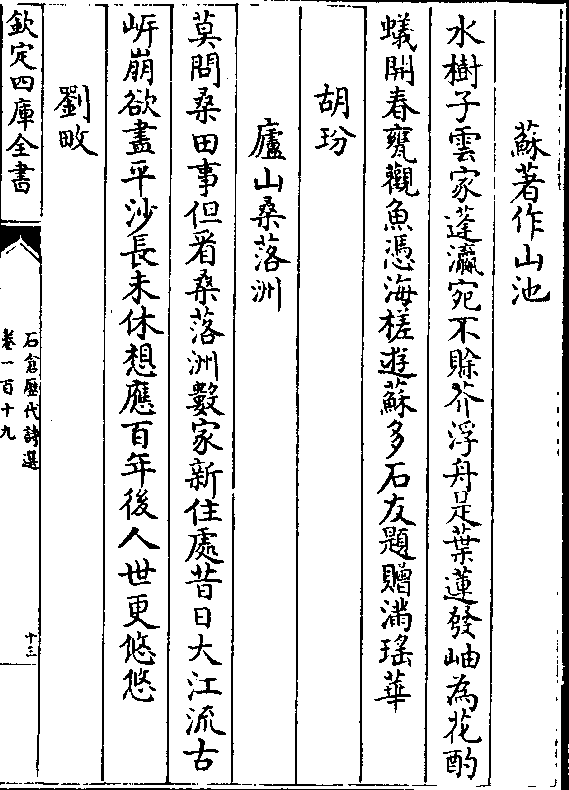 蘇著作山池
水樹子雲家蓬瀛宛不賖芥浮舟是葉蓮發岫為花酌
蟻開春甕觀魚憑海槎遊蘇多石友題贈滿瑤華
胡玢
廬山桑落洲
莫問桑田事但看桑落洲數家新住處昔日大江流古
岍崩欲盡平沙長未休想應百年後人世更悠悠
劉畋
欽定四庫全書
石倉歷代詩選
卷一百十九
十三